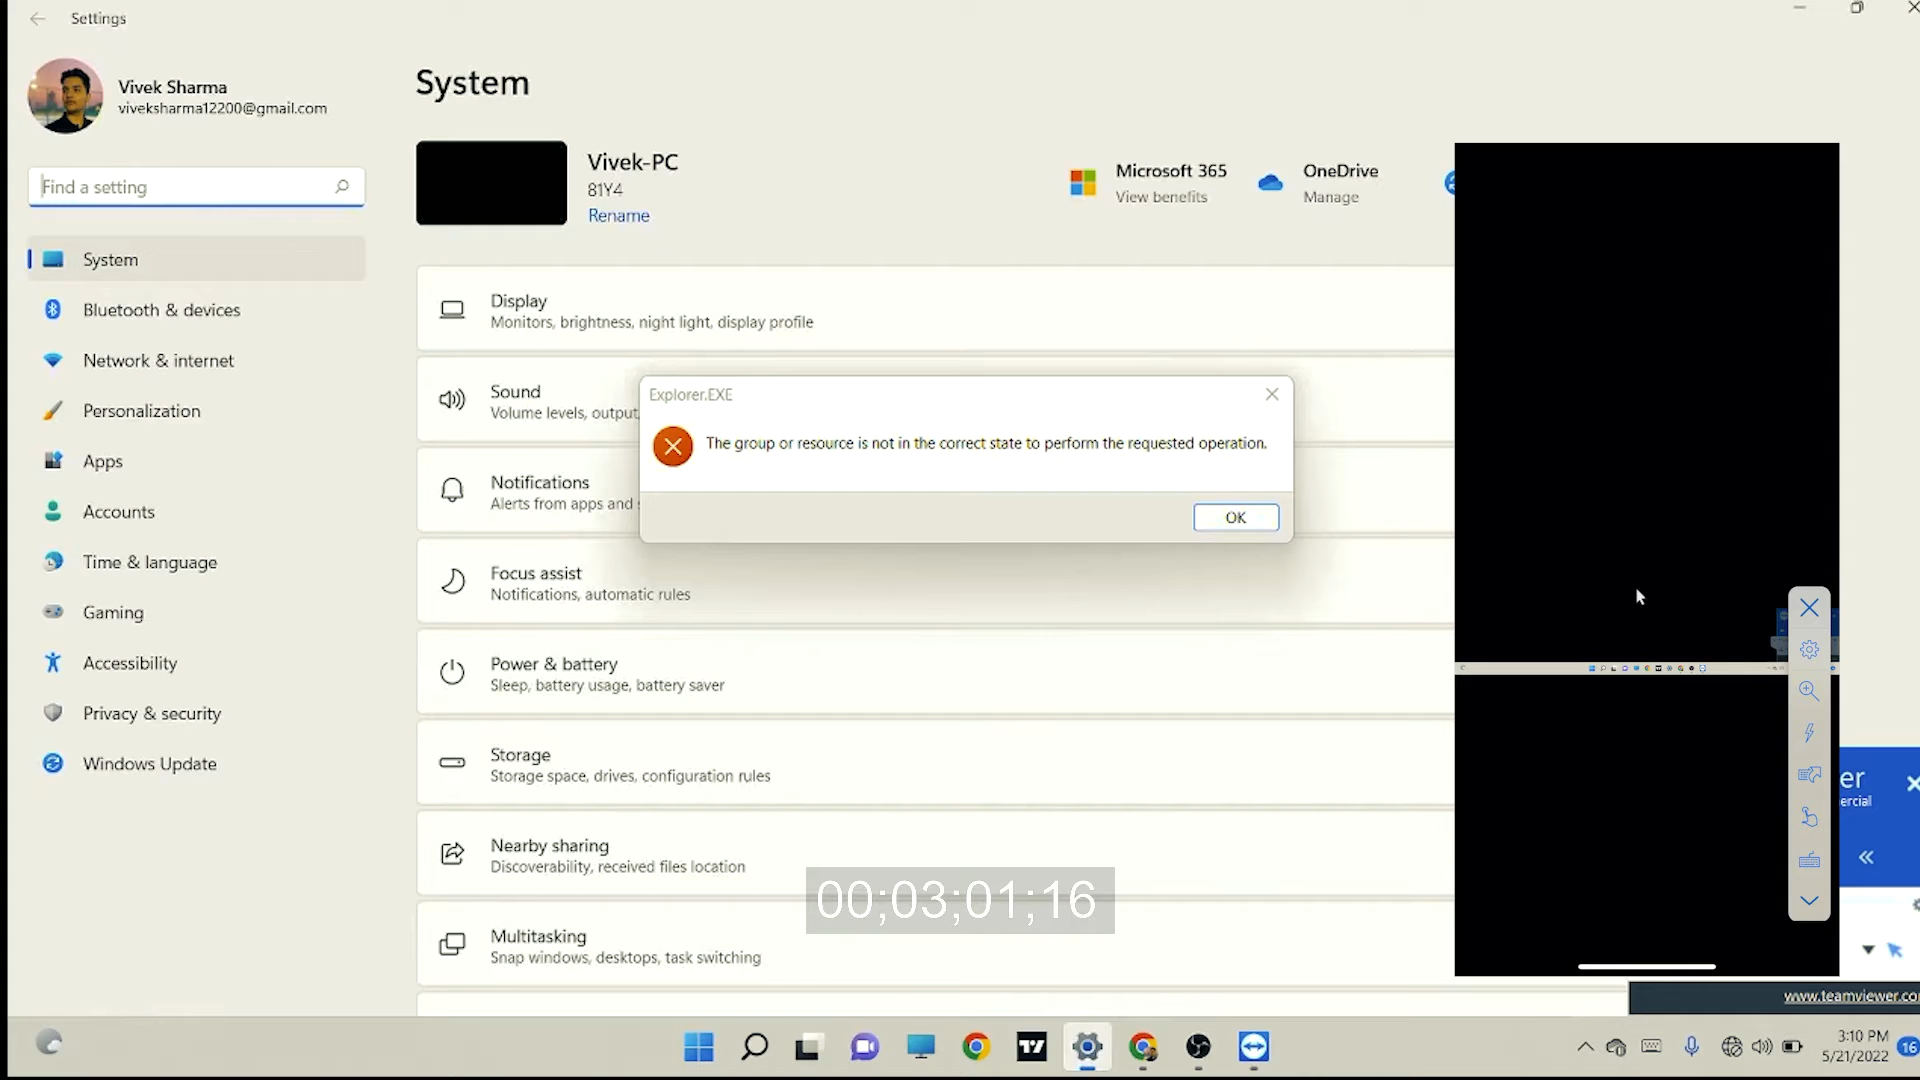 Settings
Vivek Sharma
viveksharma12200@gmail.com
Find a setting
System
Bluetooth & devices
Network & internet
Personalization
Apps
Accounts
Time & language
Gaming
Accessibility
Privacy & security
Windows Update
System
Vivek-PC
81Y4
Rename
Microsoft 365
View benefits
OneDrive
Manage
Display
Monitors, brightness, night light, display profile
Sound
Volume levels, output,
Notifications
Alerts from apps and
Explorer.EXE
The group or resource is not in the correct state to perform the requested operation.
OK
Focus assist
Notifications, automatic rules
Power & battery
Sleep, battery usage, battery saver
Storage
Storage space, drives, configuration rules
Nearby sharing
Discoverability, received files location
Multitasking
Snap windows, desktops, task switching
00;03;01;16
er
ercial
www.teamviewer.co
3:10 PM
5/21/2022
16